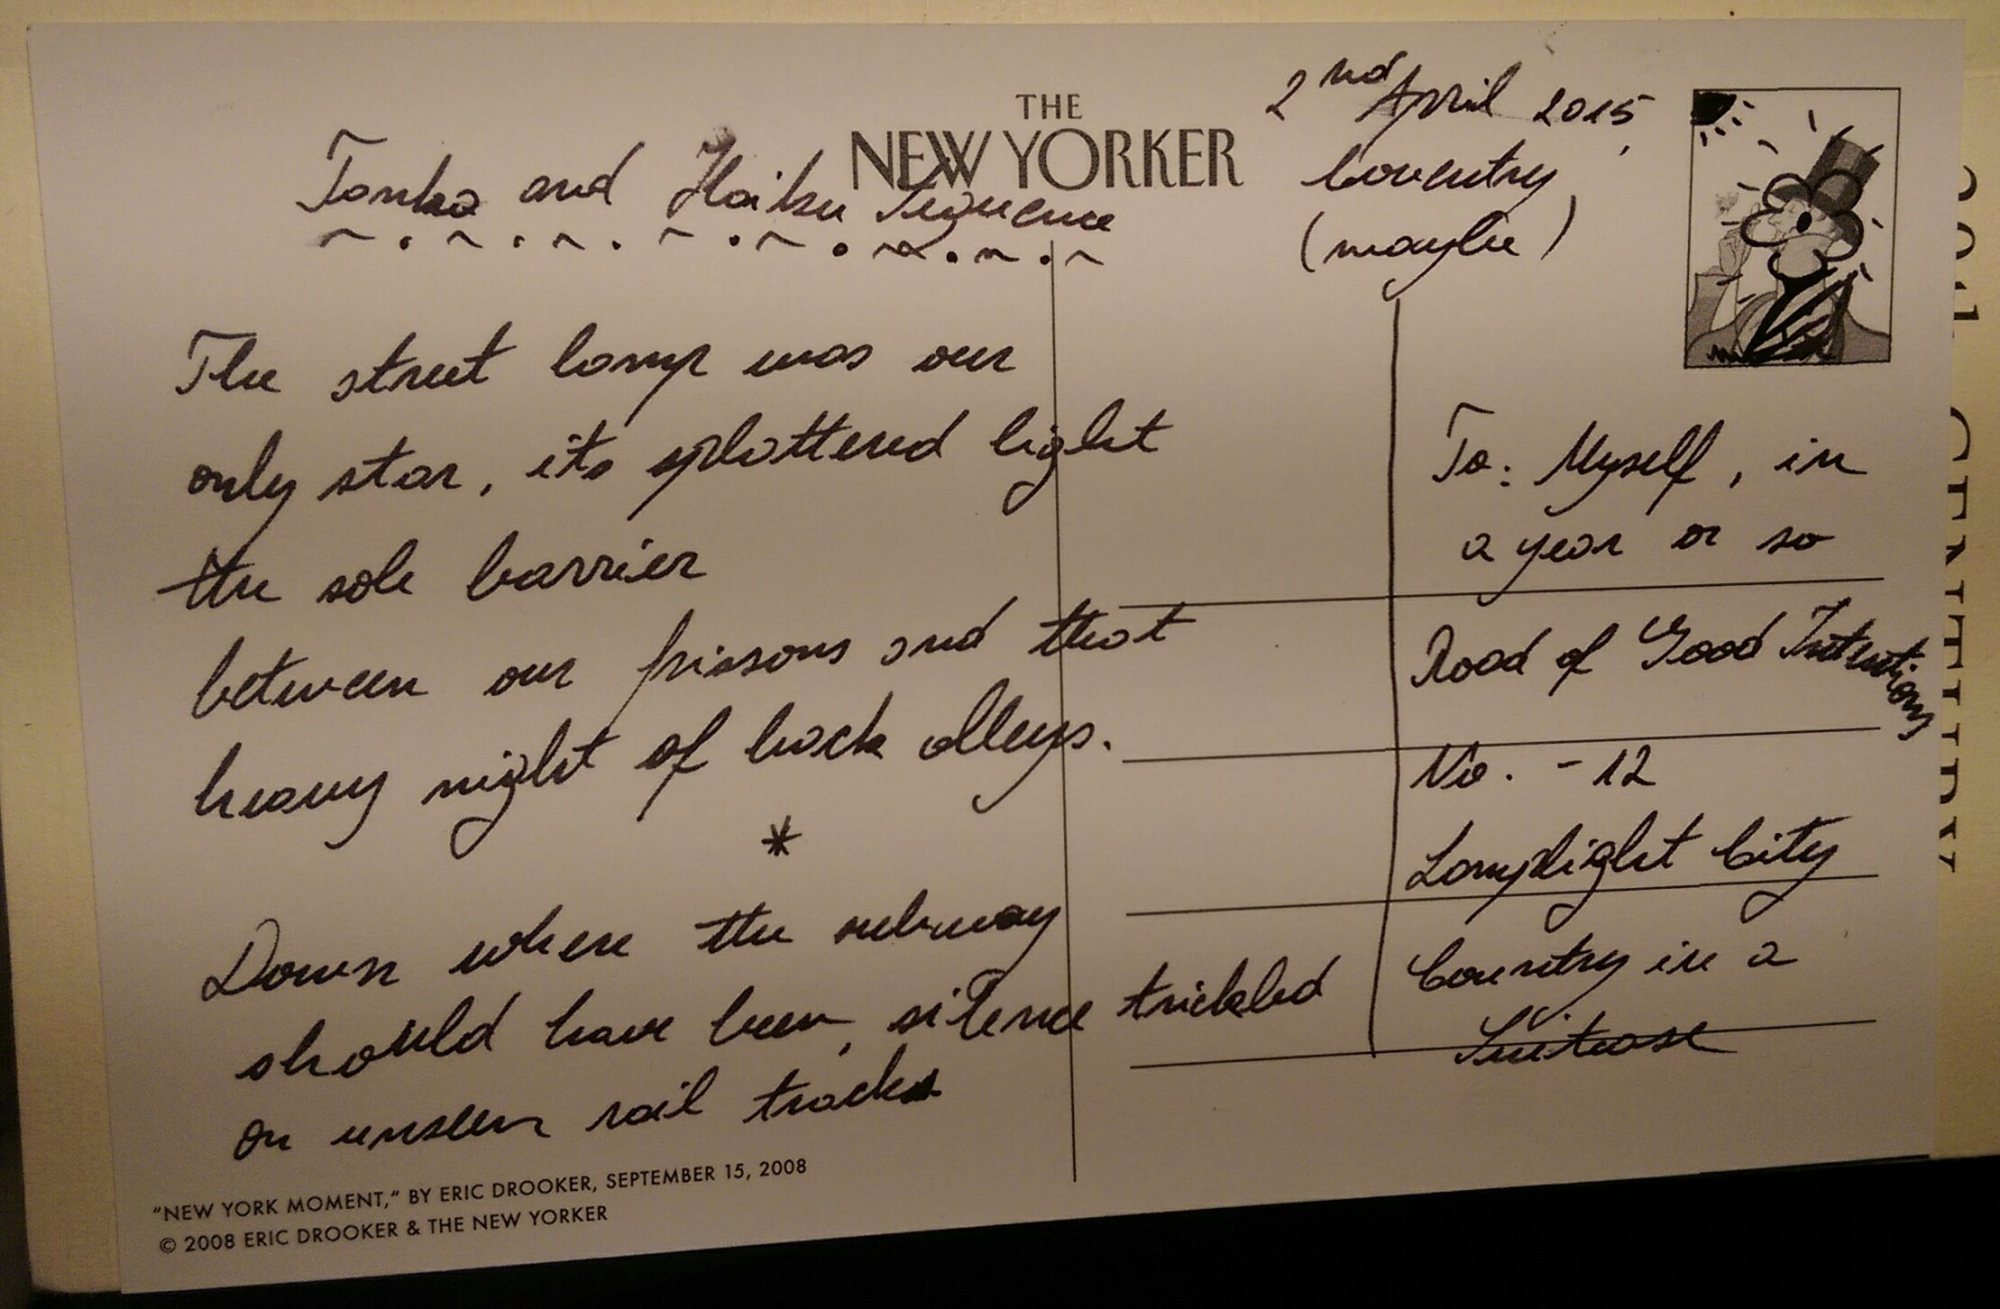 THE
NEW YORKER
2nd April 2015,
Coventry
(maybe)
Tanka and Haiku Sequence
The street lamp was our
only star, its splattered light
the sole barrier
between our frissons and that
heavy night of back alleys.
*
Down where the subway
should have been, silence trickled
on unseen rail tracks.
To: Myself, in
a year or so
Road of Good Intentions
No. -12
Lamplight City
Country in a
Suitcase
"NEW YORK MOMENT," BY ERIC DROOKER, SEPTEMBER 15, 2008
© 2008 ERIC DROOKER & THE NEW YORKER